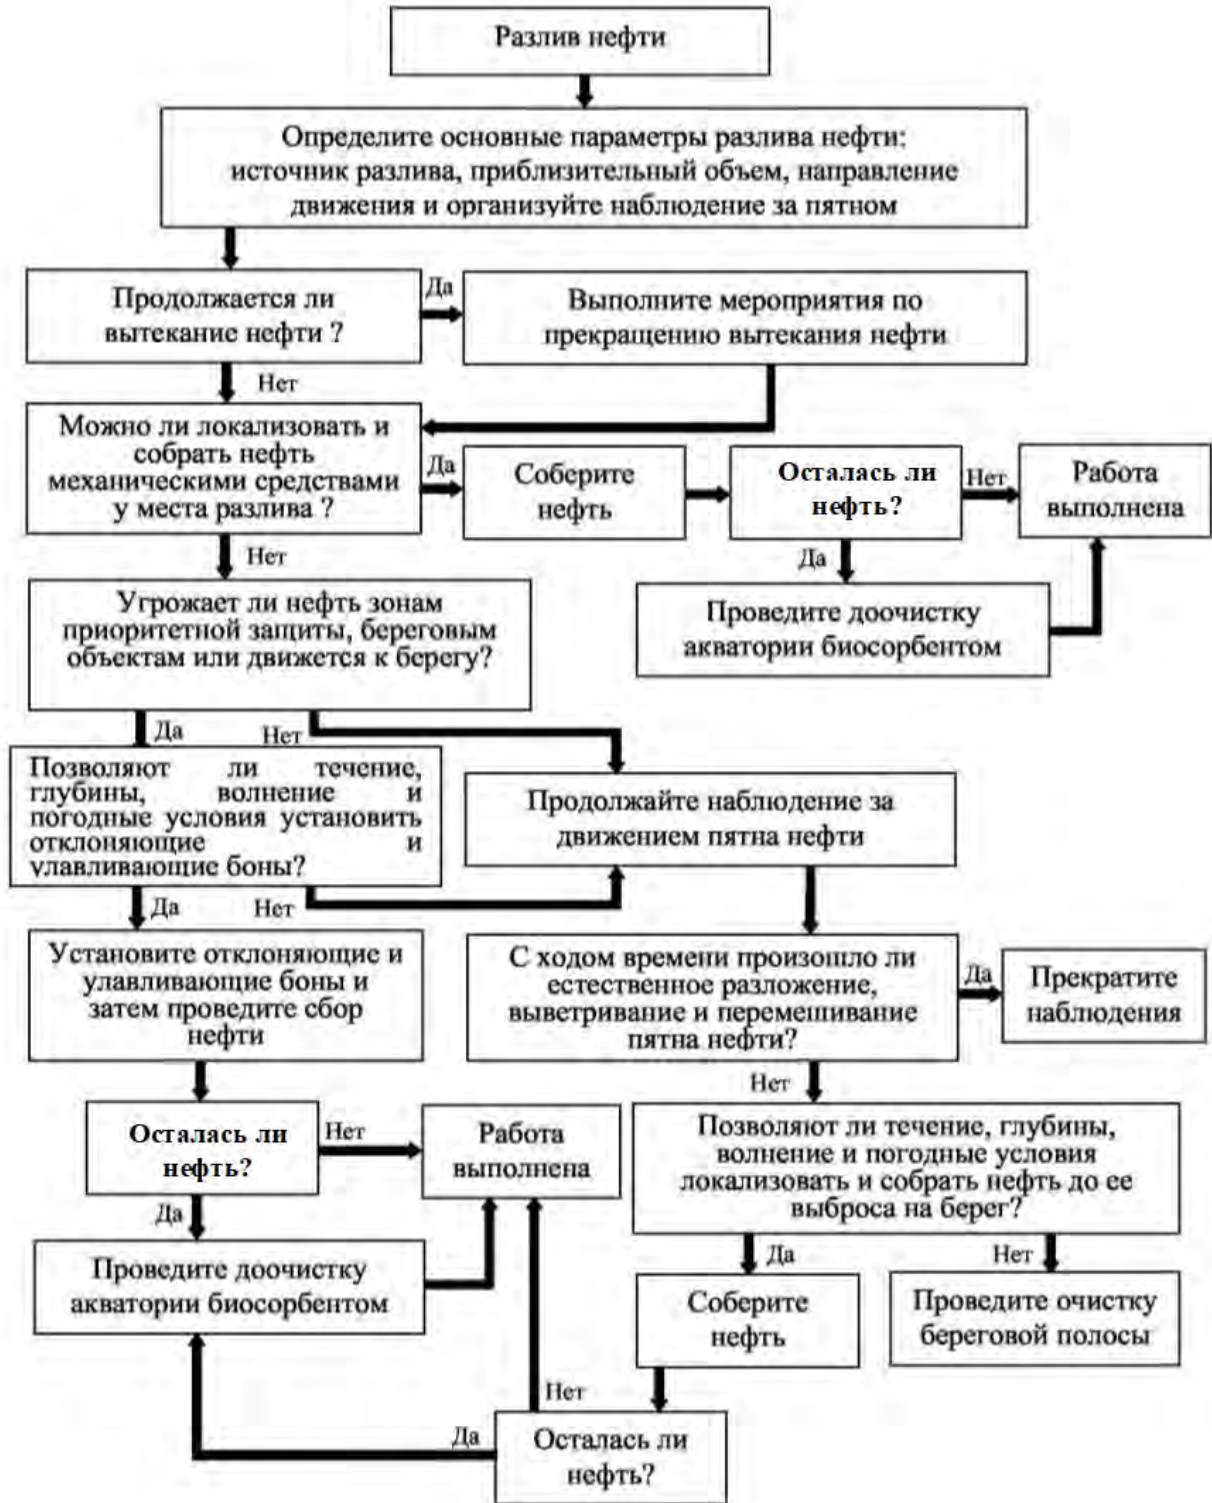 Разлив нефти
Определите основные параметры разлива нефти:
источник разлива, приблизительный объем, направление
движения и организуйте наблюдение за пятном
Продолжается ли
вытекание нефти ?
Да
Выполните мероприятия по
прекращению вытекания нефти
Нет
Можно ли локализовать и
собрать нефть
механическими средствами
у места разлива ?
Да
Соберите
нефть
Осталась ли
нефть?
Нет
Работа
выполнена
Да
Проведите доочистку
акватории биосорбентом
Нет
Угрожает ли нефть зонам
приоритетной защиты, береговым
объектам или движется к берегу?
Да
Нет
Позволяют ли течение,
глубины, волнение и
погодные условия установить
отклоняющие и
улавливающие боны?
Продолжайте наблюдение за
движением пятна нефти
Да
Нет
Установите отклоняющие и
улавливающие боны и
затем проведите сбор
нефти
С ходом времени произошло ли
естественное разложение,
выветривание и перемешивание
пятна нефти?
Да
Прекратите
наблюдения
Нет
Осталась ли
нефть?
Нет
Работа
выполнена
Позволяют ли течение, глубины,
волнение и погодные условия
локализовать и собрать нефть до ее
выброса на берег?
Да
Проведите доочистку
акватории биосорбентом
Да
Нет
Соберите
нефть
Проведите очистку
береговой полосы
Нет
Да
Осталась ли
нефть?